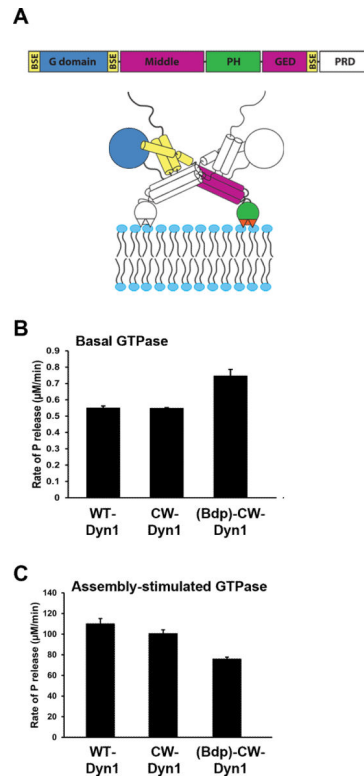 A
BSE G domain BSE Middle PH GED BSE PRD
B
Basal GTPase
Rate of P release (µM/min)
0.9
0.8
0.7
0.6
0.5
0.4
0.3
0.2
0.1
0
WT-Dyn1 CW-Dyn1 (Bdp)-CW-Dyn1
C
Assembly-stimulated GTPase
Rate of P release (µM/min)
140
120
100
80
60
40
20
0
WT-Dyn1 CW-Dyn1 (Bdp)-CW-Dyn1